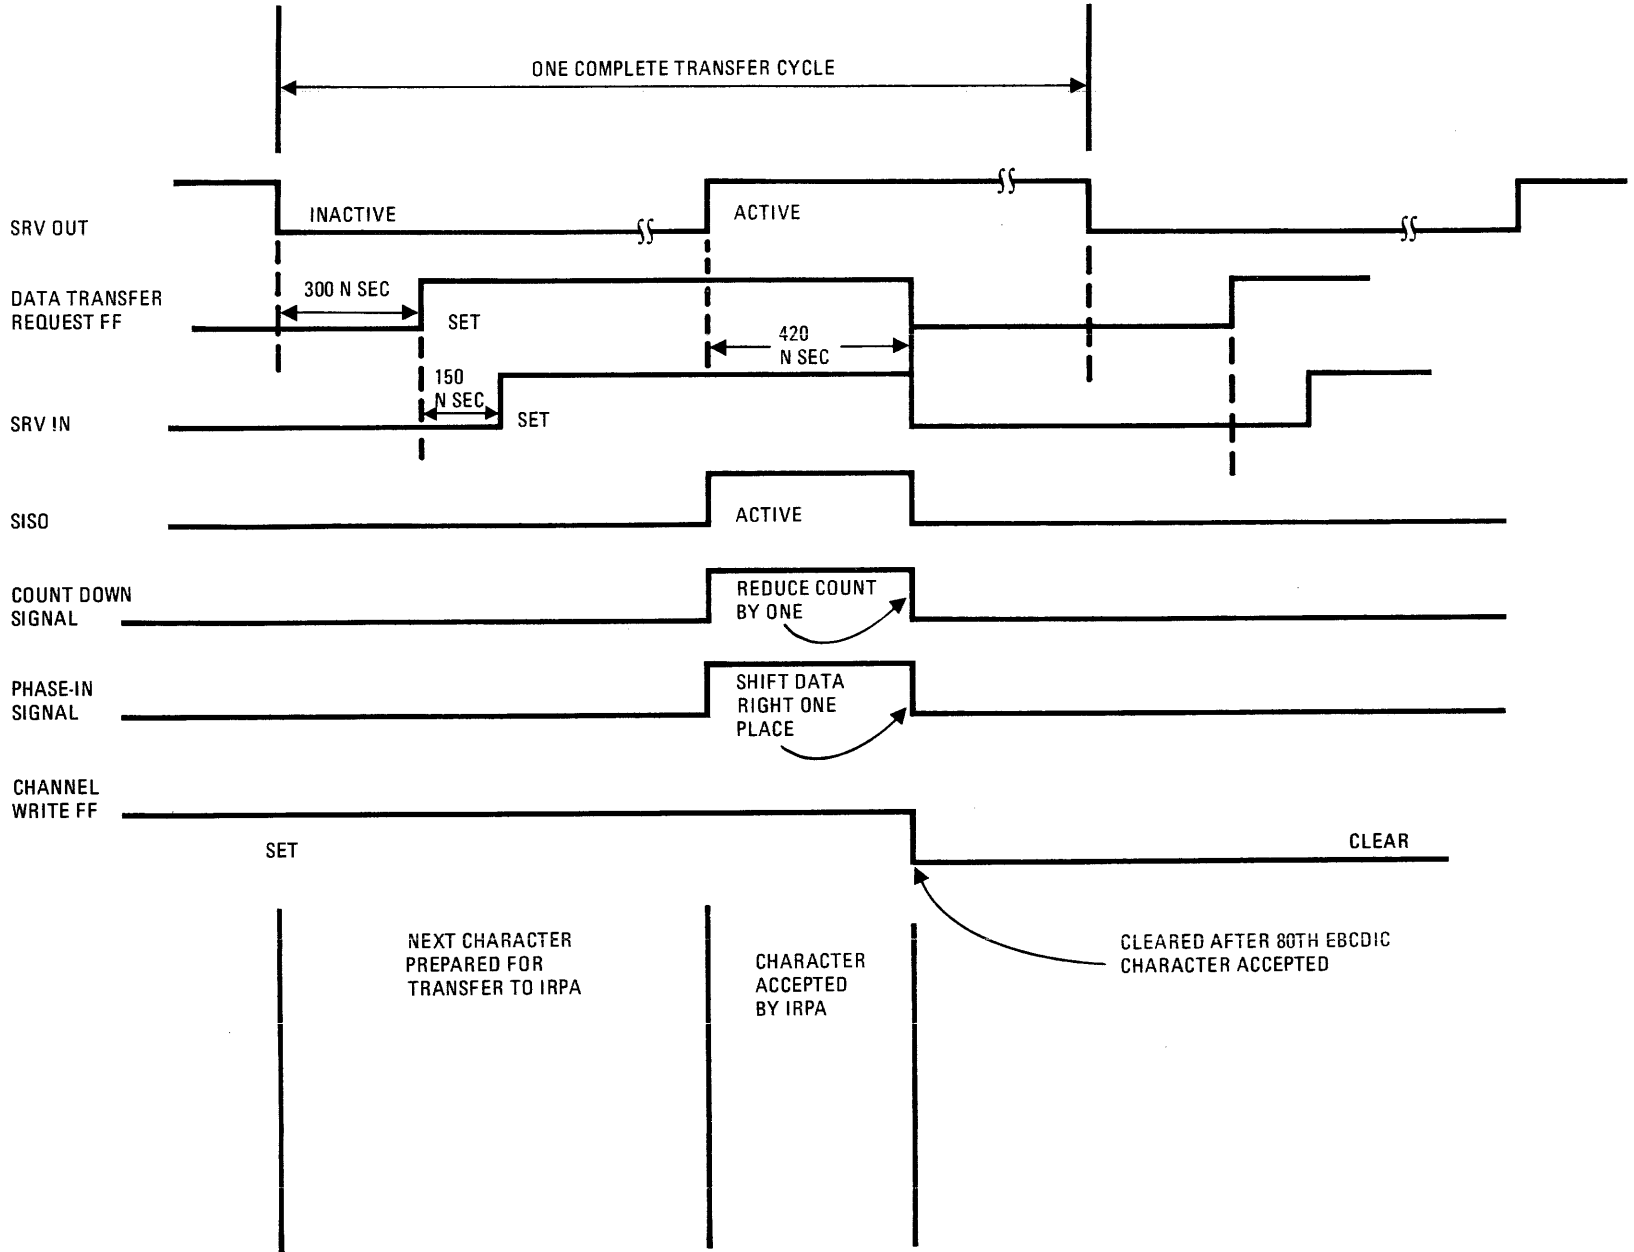 ONE COMPLETE TRANSFER CYCLE
SRV OUT
INACTIVE
ACTIVE
DATA TRANSFER
REQUEST FF
300 N SEC
SET
420
N SEC
SRV IN
150
N SEC
SET
SISO
ACTIVE
COUNT DOWN
SIGNAL
REDUCE COUNT
BY ONE
PHASE-IN
SIGNAL
SHIFT DATA
RIGHT ONE
PLACE
CHANNEL
WRITE FF
SET
CLEAR
NEXT CHARACTER
PREPARED FOR
TRANSFER TO IRPA
CHARACTER
ACCEPTED
BY IRPA
CLEARED AFTER 80TH EBCDIC
CHARACTER ACCEPTED